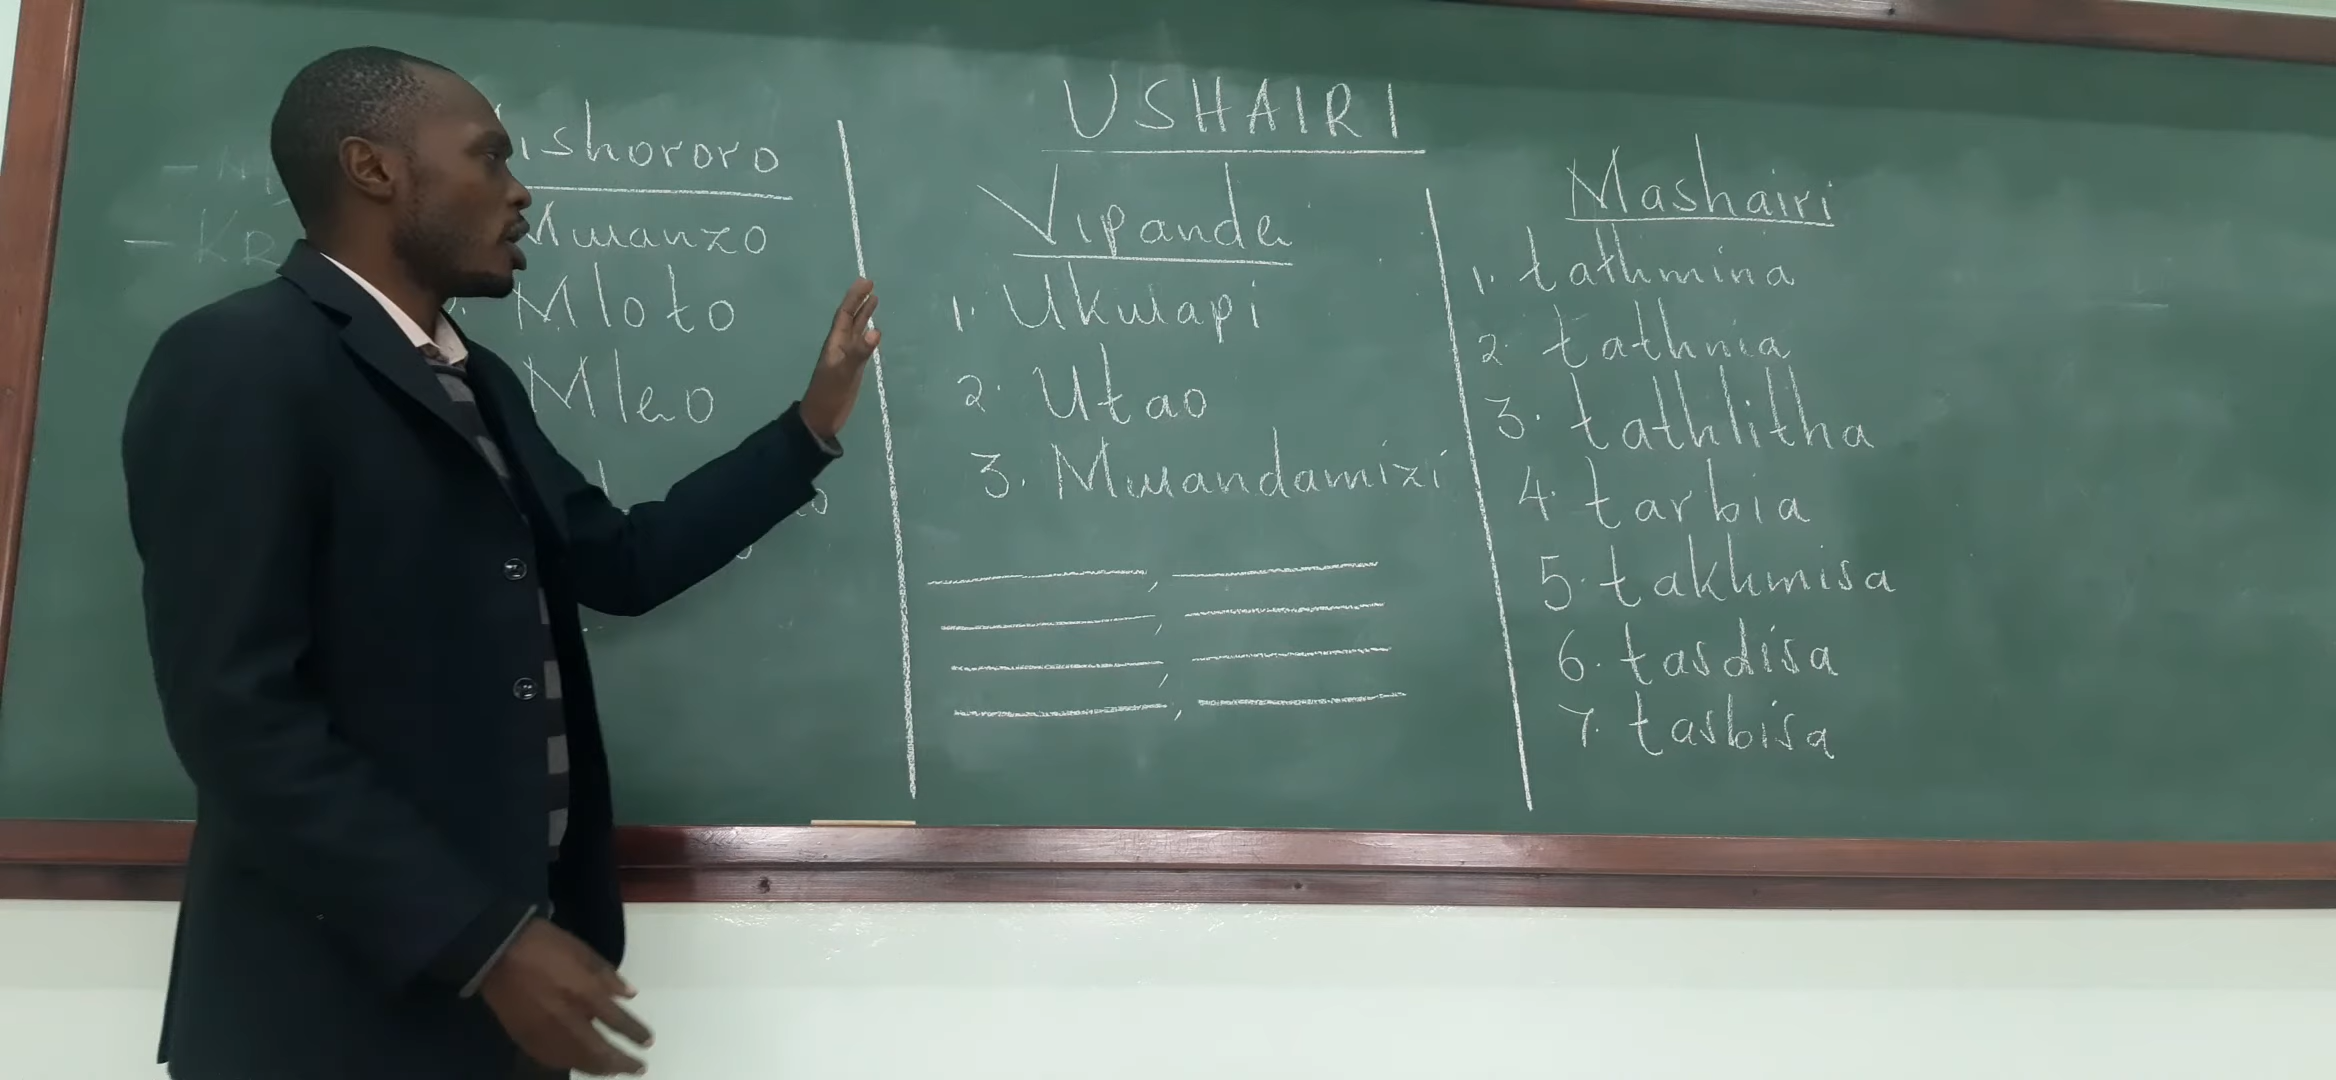 USHAIRI
ishororo
Mwanzo
Mloto
Mleo
Vipande
1. Ukwapi
2. Utao
3. Mwandamizi
Mashairi
1. tathmina
2. tathnia
3. tathlitha
4. tarbia
5. takhmisa
6. tasdisa
7. tasbisa